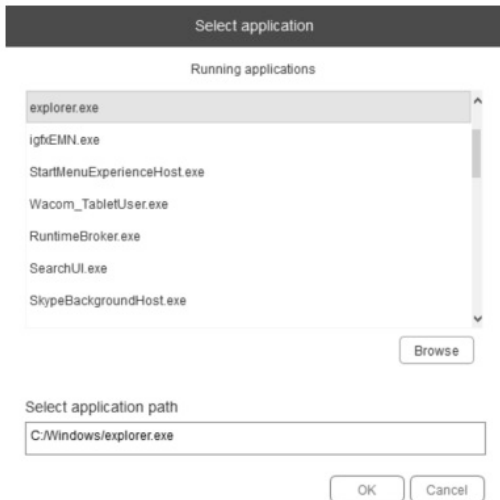 Select application
Running applications
explorer.exe
igfxEMN.exe
StartMenuExperienceHost.exe
Wacom_TabletUser.exe
RuntimeBroker.exe
SearchUI.exe
SkypeBackgroundHost.exe
Browse
Select application path
C:/Windows/explorer.exe
OK Cancel